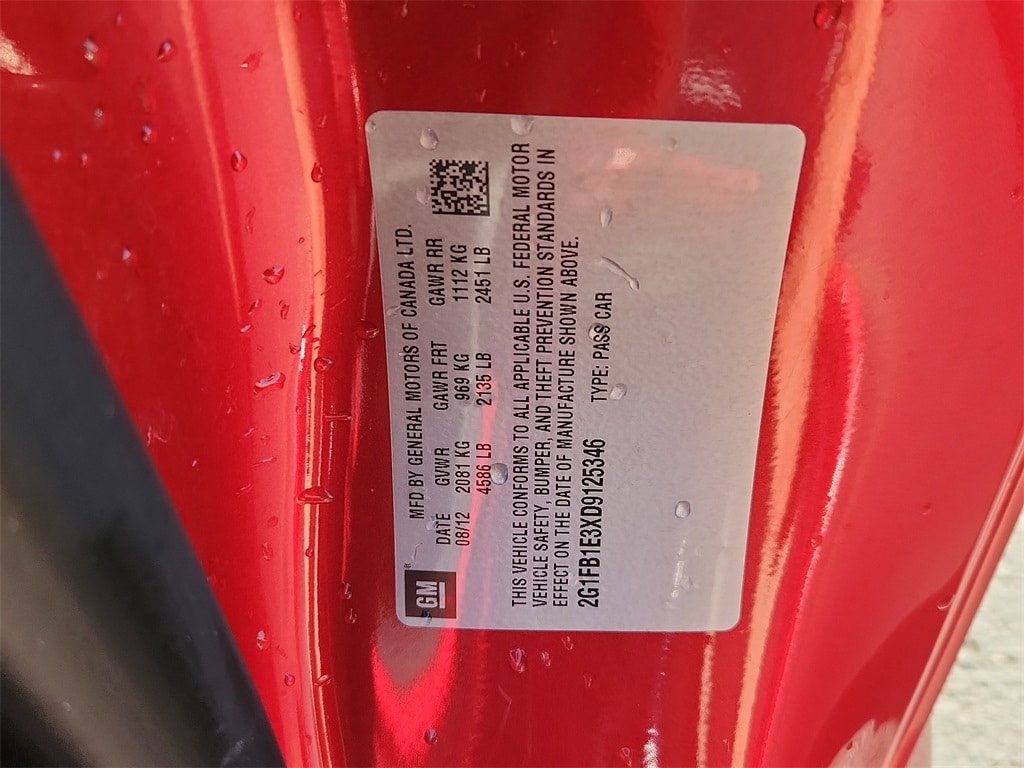 GM®
MFD BY GENERAL MOTORS OF CANADA LTD.
DATE GVWR GAWR FRT GAWR RR
08/12 2081 KG 969 KG 1112 KG
4586 LB 2135 LB 2451 LB
THIS VEHICLE CONFORMS TO ALL APPLICABLE U.S. FEDERAL MOTOR
VEHICLE SAFETY, BUMPER, AND THEFT PREVENTION STANDARDS IN
EFFECT ON THE DATE OF MANUFACTURE SHOWN ABOVE.
2G1FB1E3XD9125346 TYPE: PASS CAR